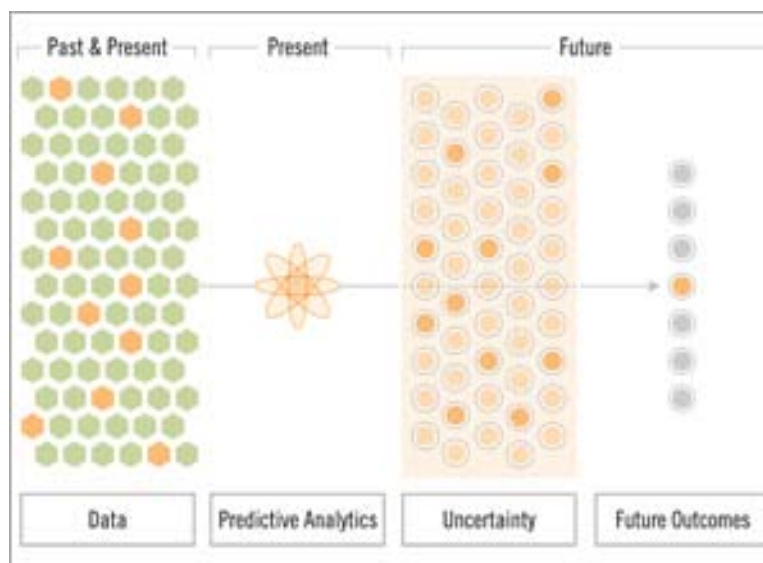 Past & Present
Present
Future
Data
Predictive Analytics
Uncertainty
Future Outcomes